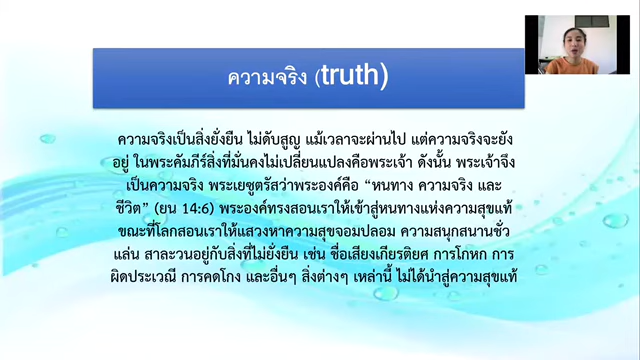 ความจริง (truth)
ความจริงเป็นสิ่งยั่งยืน ไม่ดับสูญ แม้เวลาจะผ่านไป แต่ความจริงจะยัง
อยู่ ในพระคัมภีร์สิ่งที่มั่นคงไม่เปลี่ยนแปลงคือพระเจ้า ดังนั้น พระเจ้าจึง
เป็นความจริง พระเยซูตรัสว่าพระองค์คือ “หนทาง ความจริง และ
ชีวิต” (ยน 14:6) พระองค์ทรงสอนเราให้เข้าสู่หนทางแห่งความสุขแท้
ขณะที่โลกสอนเราให้แสวงหาความสุขจอมปลอม ความสนุกสนานชั่ว
แล่น สาละวนอยู่กับสิ่งที่ไม่ยั่งยืน เช่น ชื่อเสียงเกียรติยศ การโกหก การ
ผิดประเวณี การคดโกง และอื่นๆ สิ่งต่างๆ เหล่านี้ ไม่ได้นำสู่ความสุขแท้